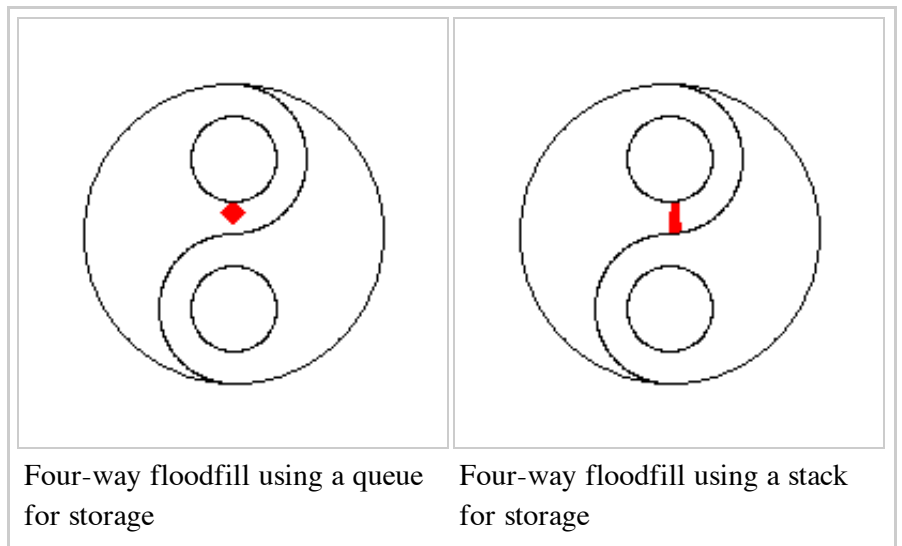 Four-way floodfill using a queue
for storage
Four-way floodfill using a stack
for storage